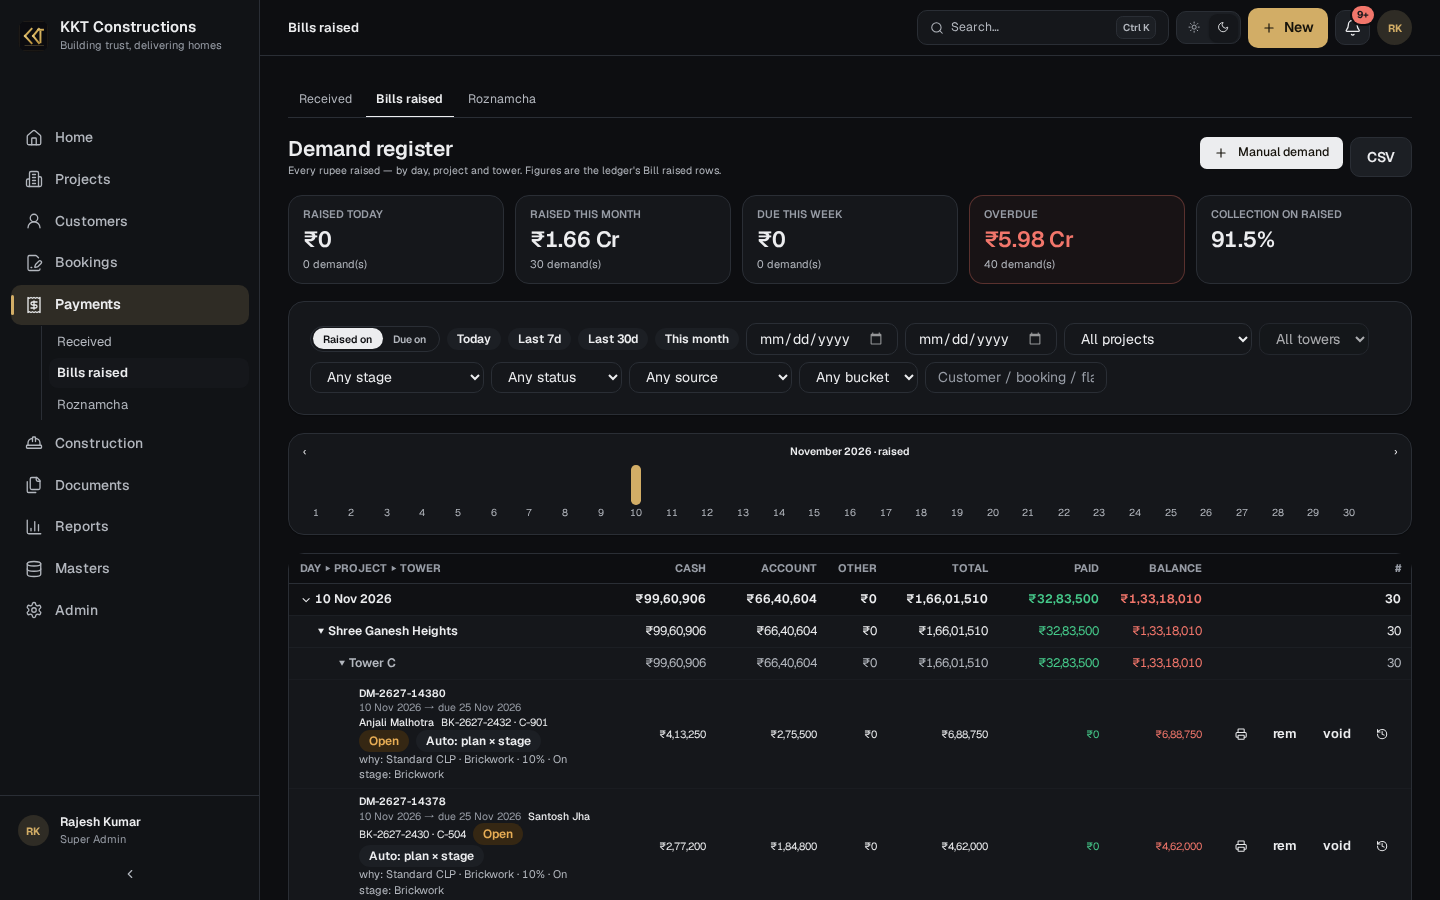 KKT Constructions
Building trust, delivering homes
Home
Projects
Customers
Bookings
Payments
Received
Bills raised
Roznamcha
Construction
Documents
Reports
Masters
Admin
RK
Rajesh Kumar
Super Admin
Bills raised
Search...
Ctrl K
+ New
9+
RK
Received Bills raised Roznamcha
Demand register
Every rupee raised — by day, project and tower. Figures are the ledger's Bill raised rows.
+ Manual demand
CSV
RAISED TODAY
₹0
0 demand(s)
RAISED THIS MONTH
₹1.66 Cr
30 demand(s)
DUE THIS WEEK
₹0
0 demand(s)
OVERDUE
₹5.98 Cr
40 demand(s)
COLLECTION ON RAISED
91.5%
Raised on Due on Today Last 7d Last 30d This month mm/dd/yyyy mm/dd/yyyy All projects All towers
Any stage Any status Any source Any bucket Customer / booking / fla
‹ November 2026 · raised ›
1 2 3 4 5 6 7 8 9 10 11 12 13 14 15 16 17 18 19 20 21 22 23 24 25 26 27 28 29 30
DAY ▸ PROJECT ▸ TOWER CASH ACCOUNT OTHER TOTAL PAID BALANCE #
10 Nov 2026 ₹99,60,906 ₹66,40,604 ₹0 ₹1,66,01,510 ₹32,83,500 ₹1,33,18,010 30
▾ Shree Ganesh Heights ₹99,60,906 ₹66,40,604 ₹0 ₹1,66,01,510 ₹32,83,500 ₹1,33,18,010 30
▾ Tower C ₹99,60,906 ₹66,40,604 ₹0 ₹1,66,01,510 ₹32,83,500 ₹1,33,18,010 30
DM-2627-14380
10 Nov 2026 → due 25 Nov 2026
Anjali Malhotra BK-2627-2432 · C-901
Open Auto: plan × stage
why: Standard CLP · Brickwork · 10% · On
stage: Brickwork
₹4,13,250 ₹2,75,500 ₹0 ₹6,88,750 ₹0 ₹6,88,750 rem void
DM-2627-14378
10 Nov 2026 → due 25 Nov 2026 Santosh Jha
BK-2627-2430 · C-504 Open
Auto: plan × stage
why: Standard CLP · Brickwork · 10% · On
stage: Brickwork
₹2,77,200 ₹1,84,800 ₹0 ₹4,62,000 ₹0 ₹4,62,000 rem void